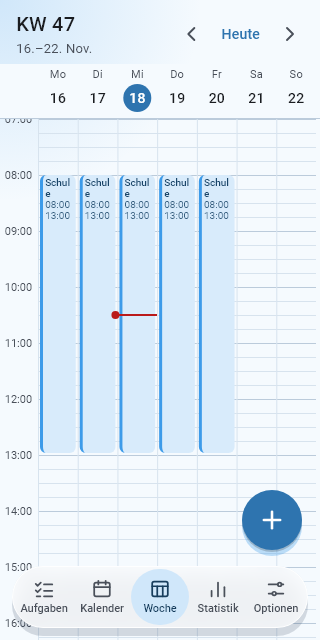 KW 47
16.–22. Nov.
Heute
Mo Di Mi Do Fr Sa So
16 17 18 19 20 21 22
07:00
08:00
Schul
e
08:00
13:00
Schul
e
08:00
13:00
Schul
e
08:00
13:00
Schul
e
08:00
13:00
Schul
e
08:00
13:00
09:00
10:00
11:00
12:00
13:00
14:00
15:00
16:00
Aufgaben Kalender Woche Statistik Optionen